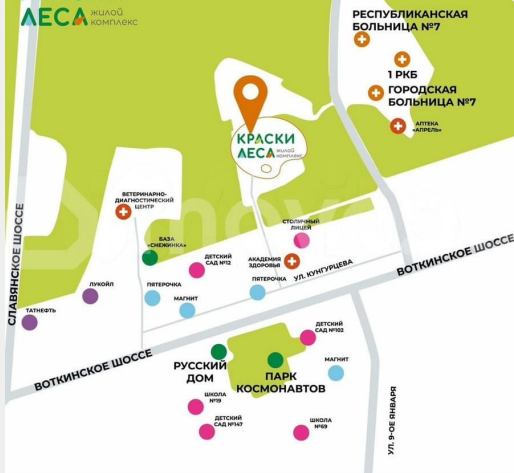 ЛЕСА жилой
комплекс
РЕСПУБЛИКАНСКАЯ
БОЛЬНИЦА №7
1 РКБ
ГОРОДСКАЯ
БОЛЬНИЦА №7
АПТЕКА
«АПРЕЛЬ»
КРАСКИ
ЛЕСА жилой
комплекс
ВЕТЕРИНАРНО-
ДИАГНОСТИЧЕСКИЙ
ЦЕНТР
СТОЛИЧНЫЙ
ЛИЦЕЙ
БАЗА
«СНЕЖИНКА»
ДЕТСКИЙ
САД №12
АКАДЕМИЯ
ЗДОРОВЬЯ
УЛ. КУНГУРЦЕВА
ВОТКИНСКОЕ ШОССЕ
СЛАВЯНСКОЕ ШОССЕ
ЛУКОЙЛ
ПЯТЕРОЧКА
ПЯТЕРОЧКА
МАГНИТ
ТАТНЕФТЬ
ДЕТСКИЙ
САД №102
ВОТКИНСКОЕ ШОССЕ
РУССКИЙ
ДОМ
ПАРК
КОСМОНАВТОВ
МАГНИТ
ШКОЛА
№19
ДЕТСКИЙ
САД №147
ШКОЛА
№69
УЛ. 9-ОЕ ЯНВАРЯ